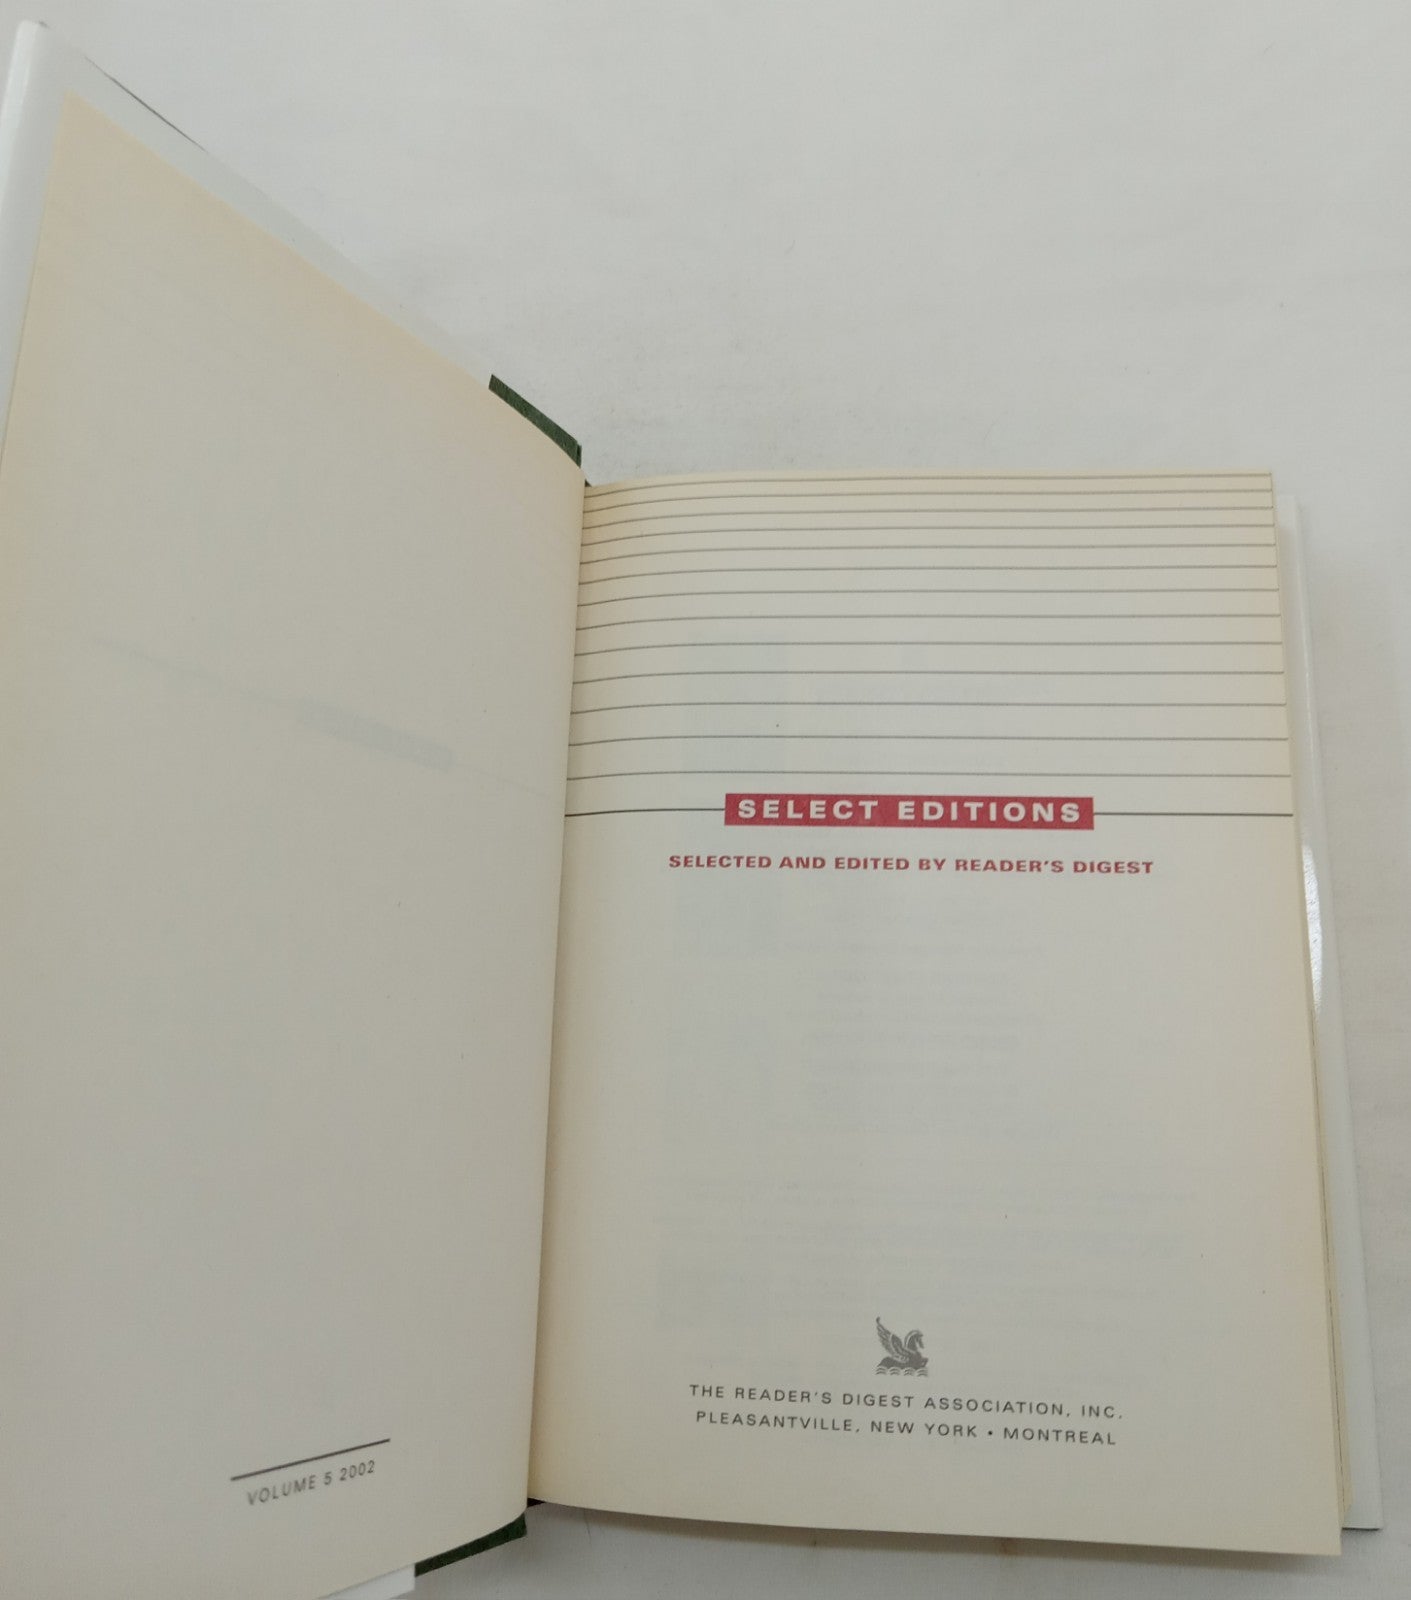 VOLUME 5 2002
SELECT EDITIONS
SELECTED AND EDITED BY READER'S DIGEST
THE READER'S DIGEST ASSOCIATION, INC.
PLEASANTVILLE, NEW YORK • MONTREAL